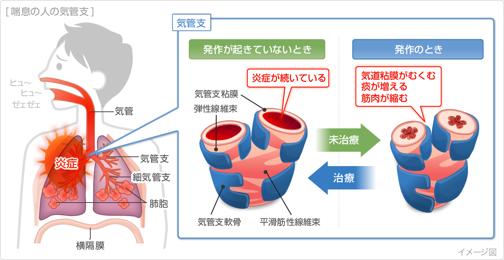 [ 喘息の人の気管支 ]
ヒュ〜
ヒュ〜
ゼェゼェ
気管
炎症
気管支
細気管支
肺胞
横隔膜
気管支
発作が起きていないとき
炎症が続いている
気管支粘膜
弾性線維束
気管支軟骨
平滑筋性線維束
未治療
治療
発作のとき
気道粘膜がむくむ
痰が増える
筋肉が縮む
イメージ図